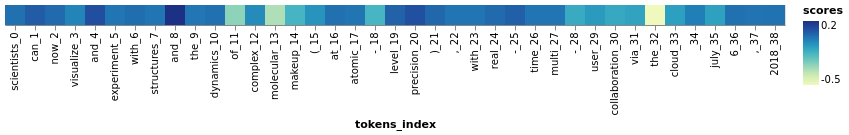 scores
0.2
-0.5
scientists_0
can_1
now_2
visualize_3
and_4
experiment_5
with_6
structures_7
and_8
the_9
dynamics_10
of_11
complex_12
molecular_13
makeup_14
(_15
at_16
atomic_17
_-18
level_19
precision_20
)_21
,_22
with_23
real_24
-_25
time_26
multi_27
-_28
user_29
collaboration_30
via_31
the_32
cloud_33
._34
july_35
6_36
,_37
2018_38
tokens_index